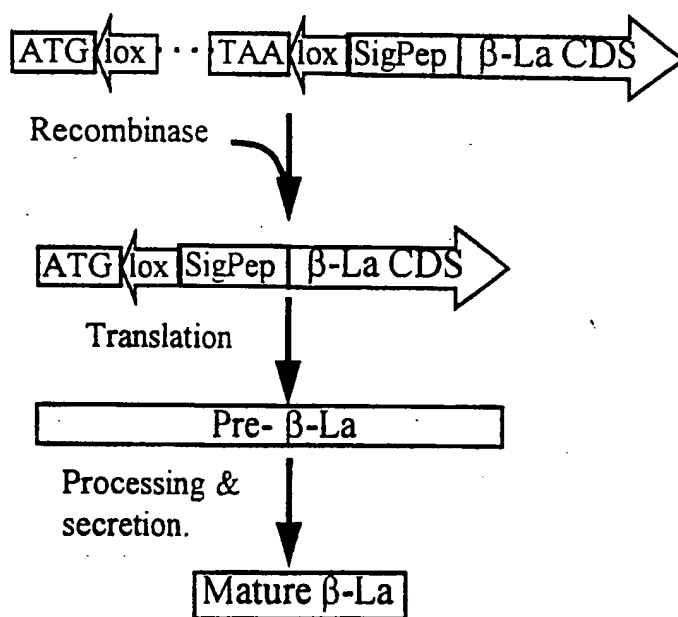 ATG lox ··· TAA lox SigPep β-La CDS
Recombinase
ATG lox SigPep β-La CDS
Translation
Pre- β-La
Processing &
secretion.
Mature β-La